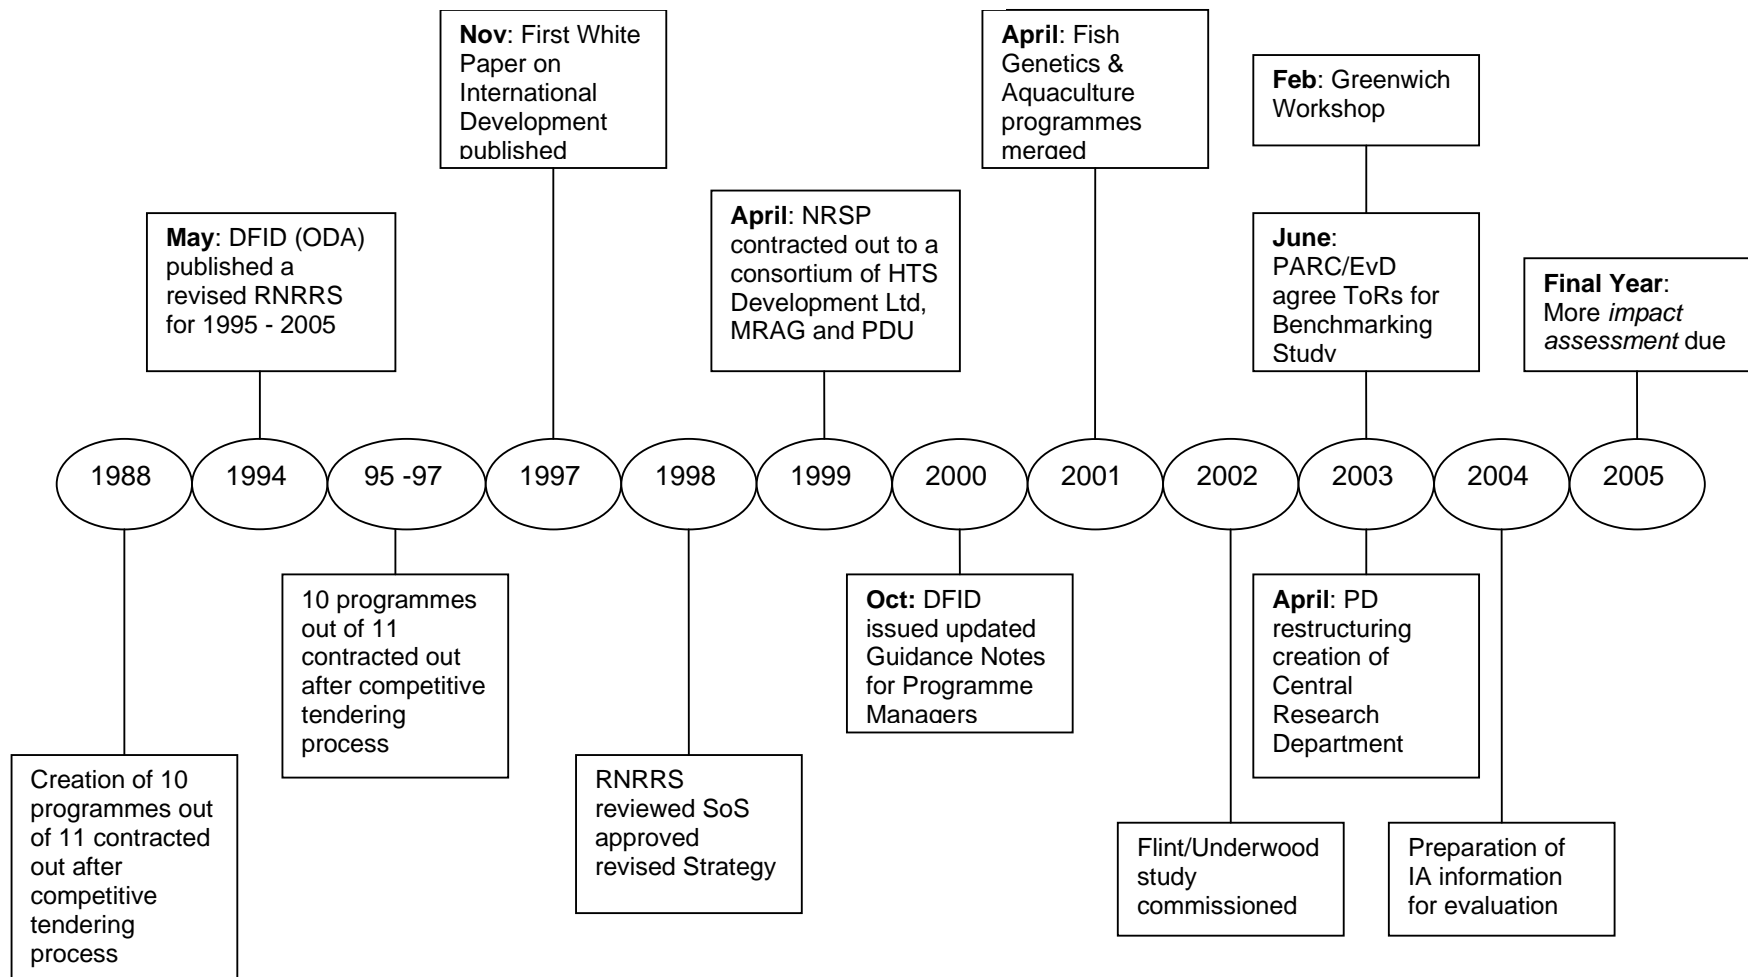 Nov: First White
Paper on
International
Development
published
April: Fish
Genetics &
Aquaculture
programmes
merged
Feb: Greenwich
Workshop
May: DFID (ODA)
published a
revised RNRRS
for 1995 - 2005
April: NRSP
contracted out to a
consortium of HTS
Development Ltd,
MRAG and PDU
June:
PARC/EvD
agree ToRs for
Benchmarking
Study
Final Year:
More impact
assessment due
1988
1994
95 -97
1997
1998
1999
2000
2001
2002
2003
2004
2005
Creation of 10
programmes out
of 11 contracted
out after
competitive
tendering
process
10 programmes
out of 11
contracted out
after competitive
tendering
process
RNRRS
reviewed SoS
approved
revised Strategy
Oct: DFID
issued updated
Guidance Notes
for Programme
Managers
Flint/Underwood
study
commissioned
April: PD
restructuring
creation of
Central
Research
Department
Preparation of
IA information
for evaluation